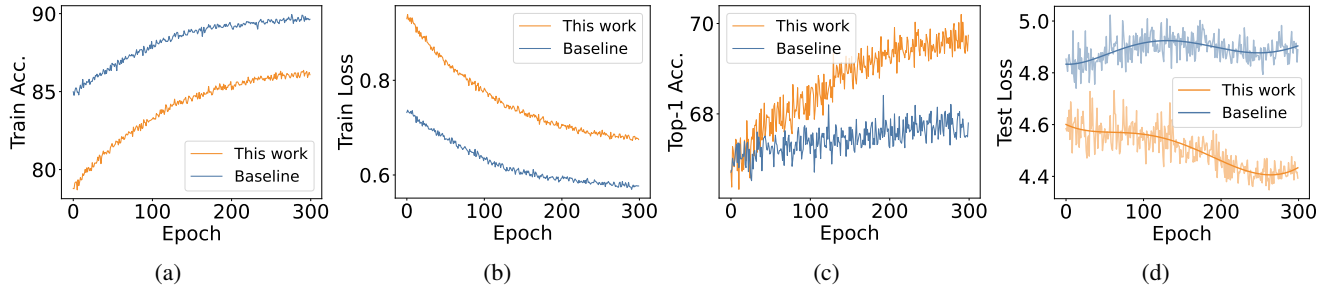 Train Acc.
90
85
80
0 100 200 300
Epoch
This work
Baseline
(a)
Train Loss
0.8
0.6
0 100 200 300
Epoch
This work
Baseline
(b)
Top-1 Acc.
70
68
0 100 200 300
Epoch
This work
Baseline
(c)
Test Loss
5.0
4.8
4.6
4.4
0 100 200 300
Epoch
This work
Baseline
(d)